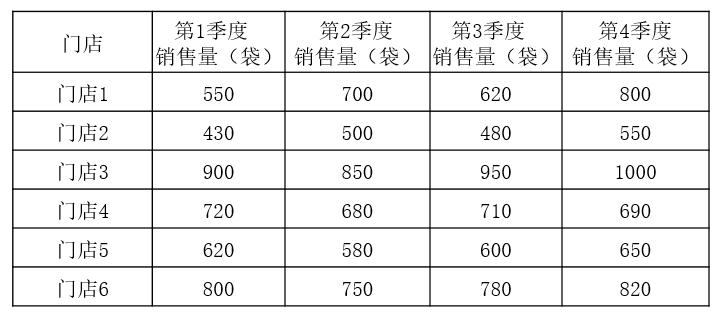 门店 第1季度销售量（袋） 第2季度销售量（袋） 第3季度销售量（袋） 第4季度销售量（袋）
门店1 550 700 620 800
门店2 430 500 480 550
门店3 900 850 950 1000
门店4 720 680 710 690
门店5 620 580 600 650
门店6 800 750 780 820